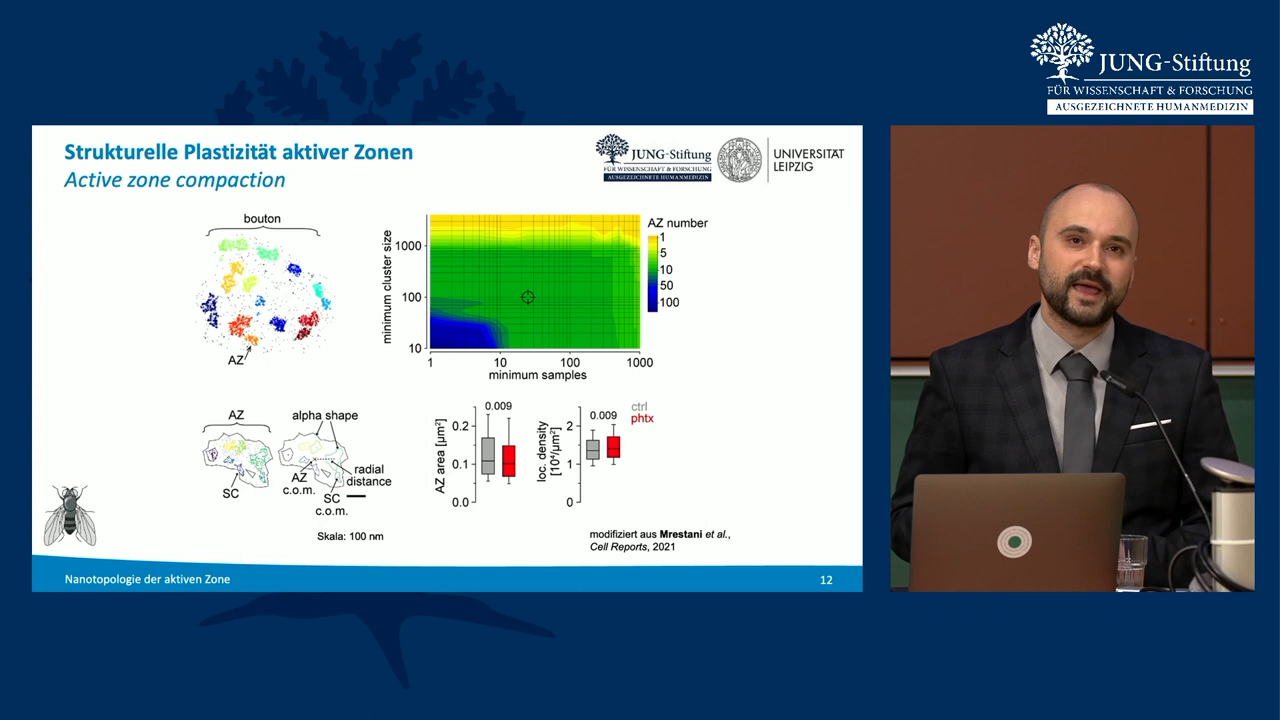 JUNG-Stiftung
FÜR WISSENSCHAFT & FORSCHUNG
AUSGEZEICHNETE HUMANMEDIZIN
Strukturelle Plastizität aktiver Zonen
Active zone compaction
JUNG-Stiftung
FÜR WISSENSCHAFT & FORSCHUNG
AUSGEZEICHNETE HUMANMEDIZIN
UNIVERSITÄT
LEIPZIG
bouton
AZ
minimum cluster size
1000
100
10
1
10
100
1000
minimum samples
AZ number
1
5
10
50
100
AZ
SC
alpha shape
AZ
c.o.m.
SC
c.o.m.
radial
distance
Skala: 100 nm
AZ area [µm²]
0.2
0.1
0.0
0.009
loc. density
[10⁴/µm²]
2
1
0
0.009
ctrl
phtx
modifiziert aus Mrestani et al.,
Cell Reports, 2021
Nanotopologie der aktiven Zone
12